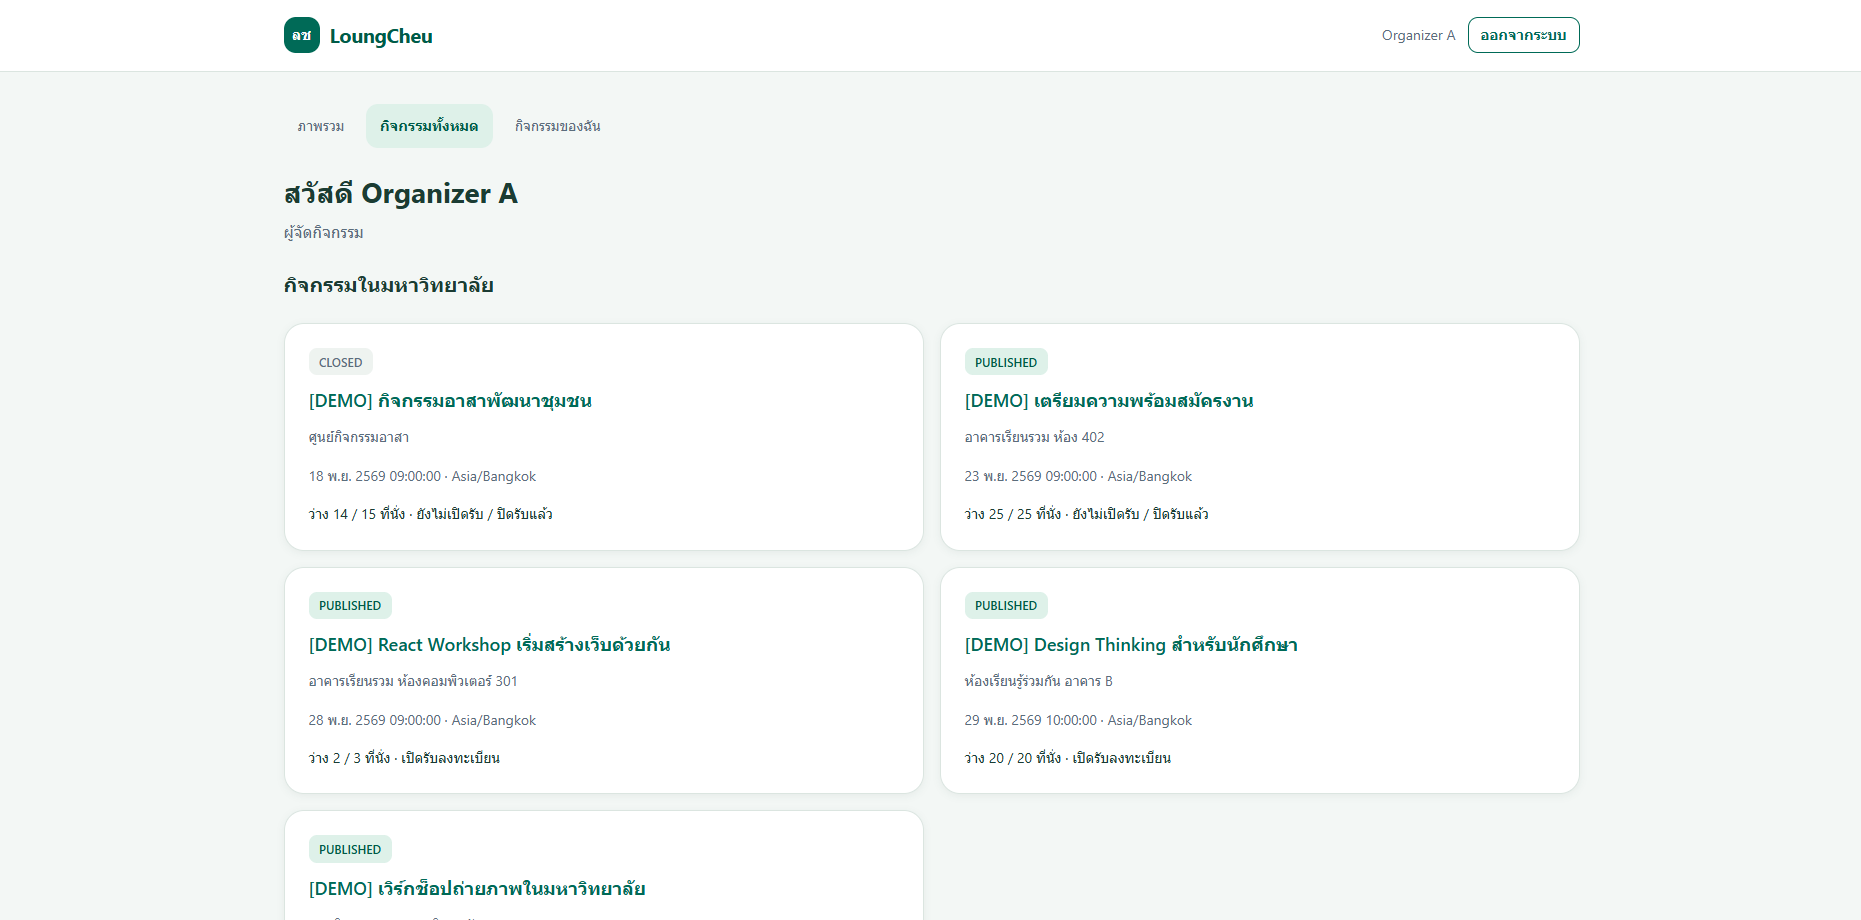 ลช LoungCheu
Organizer A ออกจากระบบ
ภาพรวม กิจกรรมทั้งหมด กิจกรรมของฉัน
สวัสดี Organizer A
ผู้จัดกิจกรรม
กิจกรรมในมหาวิทยาลัย
CLOSED
[DEMO] กิจกรรมอาสาพัฒนาชุมชน
ศูนย์กิจกรรมอาสา
18 พ.ย. 2569 09:00:00 · Asia/Bangkok
ว่าง 14 / 15 ที่นั่ง · ยังไม่เปิดรับ / ปิดรับแล้ว
PUBLISHED
[DEMO] เตรียมความพร้อมสมัครงาน
อาคารเรียนรวม ห้อง 402
23 พ.ย. 2569 09:00:00 · Asia/Bangkok
ว่าง 25 / 25 ที่นั่ง · ยังไม่เปิดรับ / ปิดรับแล้ว
PUBLISHED
[DEMO] React Workshop เริ่มสร้างเว็บด้วยกัน
อาคารเรียนรวม ห้องคอมพิวเตอร์ 301
28 พ.ย. 2569 09:00:00 · Asia/Bangkok
ว่าง 2 / 3 ที่นั่ง · เปิดรับลงทะเบียน
PUBLISHED
[DEMO] Design Thinking สำหรับนักศึกษา
ห้องเรียนรู้ร่วมกัน อาคาร B
29 พ.ย. 2569 10:00:00 · Asia/Bangkok
ว่าง 20 / 20 ที่นั่ง · เปิดรับลงทะเบียน
PUBLISHED
[DEMO] เวิร์กช็อปถ่ายภาพในมหาวิทยาลัย